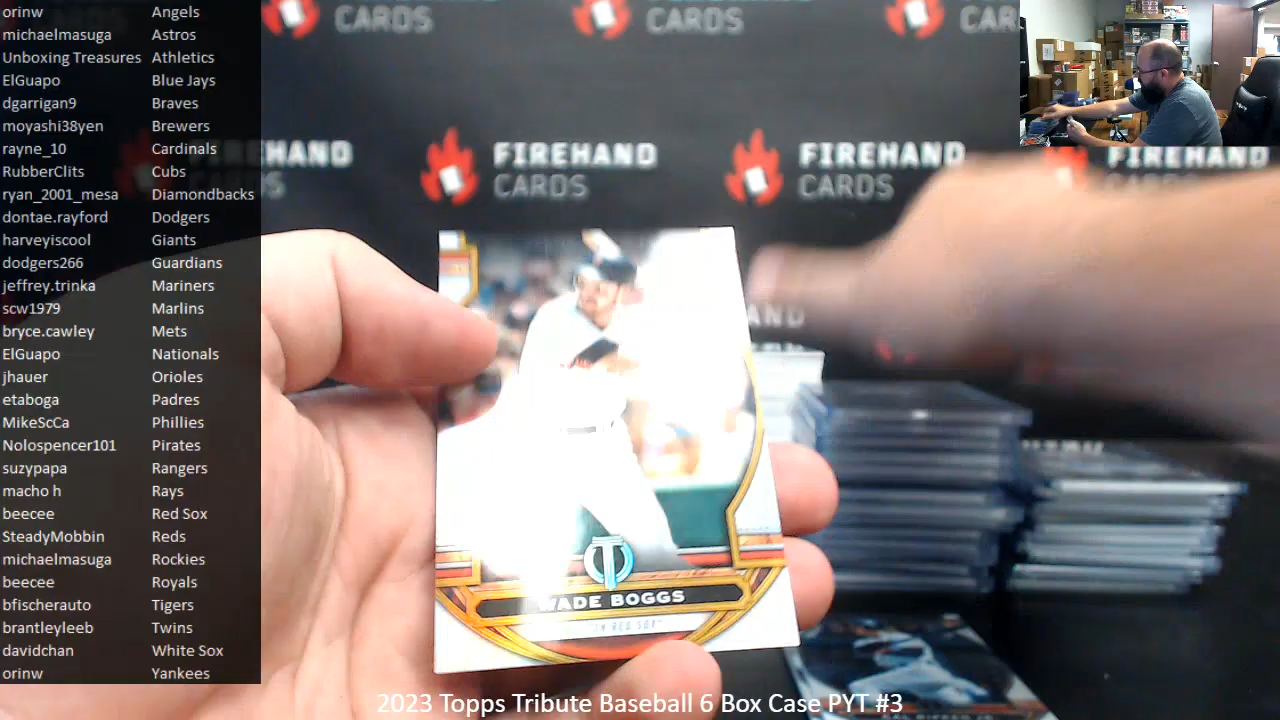 orinw Angels
michaelmasuga Astros
Unboxing Treasures Athletics
ElGuapo Blue Jays
dgarrigan9 Braves
moyashi38yen Brewers
rayne_10 Cardinals
RubberClits Cubs
ryan_2001_mesa Diamondbacks
dontae.rayford Dodgers
harveyiscool Giants
dodgers266 Guardians
jeffrey.trinka Mariners
scw1979 Marlins
bryce.cawley Mets
ElGuapo Nationals
jhauer Orioles
etaboga Padres
MikeScCa Phillies
Nolospencer101 Pirates
suzypapa Rangers
macho h Rays
beecee Red Sox
SteadyMobbin Reds
michaelmasuga Rockies
beecee Royals
bfischerauto Tigers
brantleyleeb Twins
davidchan White Sox
orinw Yankees
CARDS
CARDS
CAR
FIREHAND
CARDS
FIREHAND
CARDS
WADE BOGGS
RED SOX
2023 Topps Tribute Baseball 6 Box Case PYT #3